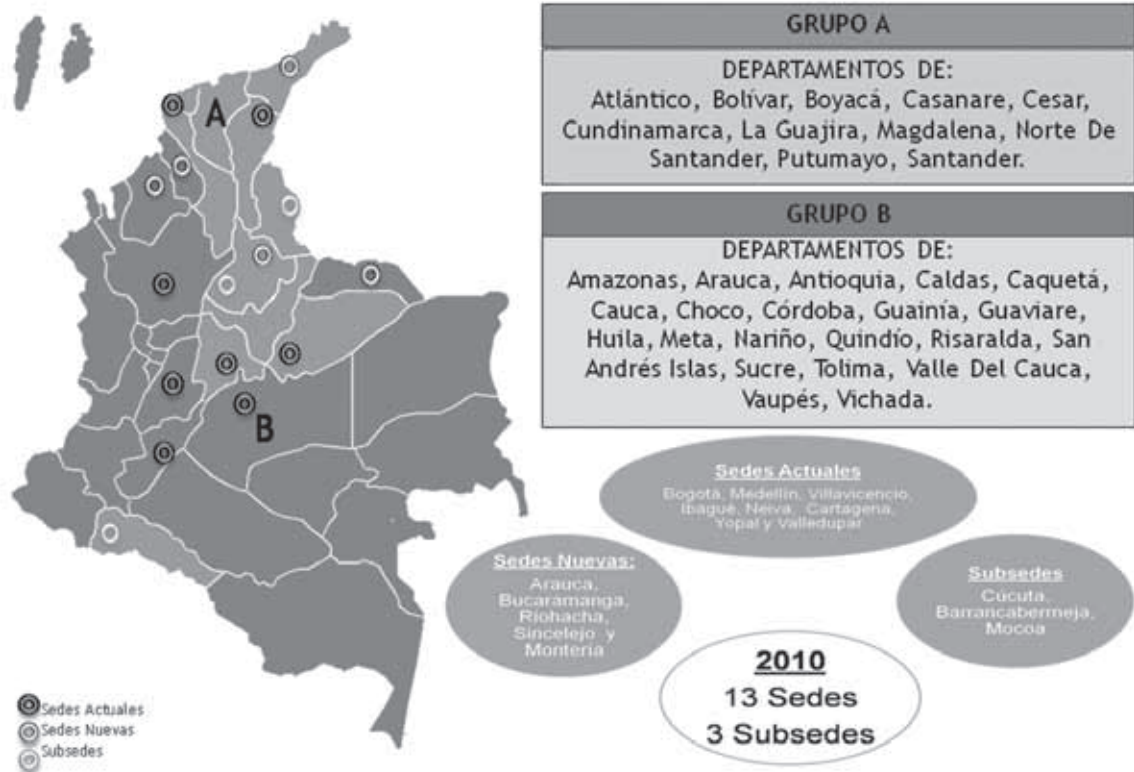 A
B
GRUPO A
DEPARTAMENTOS DE:
Atlántico, Bolívar, Boyacá, Casanare, Cesar,
Cundinamarca, La Guajira, Magdalena, Norte De
Santander, Putumayo, Santander.
GRUPO B
DEPARTAMENTOS DE:
Amazonas, Arauca, Antioquia, Caldas, Caquetá,
Cauca, Choco, Córdoba, Guainía, Guaviare,
Huila, Meta, Nariño, Quindío, Risaralda, San
Andrés Islas, Sucre, Tolima, Valle Del Cauca,
Vaupés, Vichada.
Sedes Actuales
Bogotá, Medellín, Villavicencio,
Ibagué, Neiva, Cartagena,
Yopal y Valledupar
Sedes Nuevas:
Arauca,
Bucaramanga,
Riohacha,
Sincelejo y
Montería
Subsedes
Cúcuta,
Barrancabermeja,
Mocoa
2010
13 Sedes
3 Subsedes
Sedes Actuales
Sedes Nuevas
Subsedes